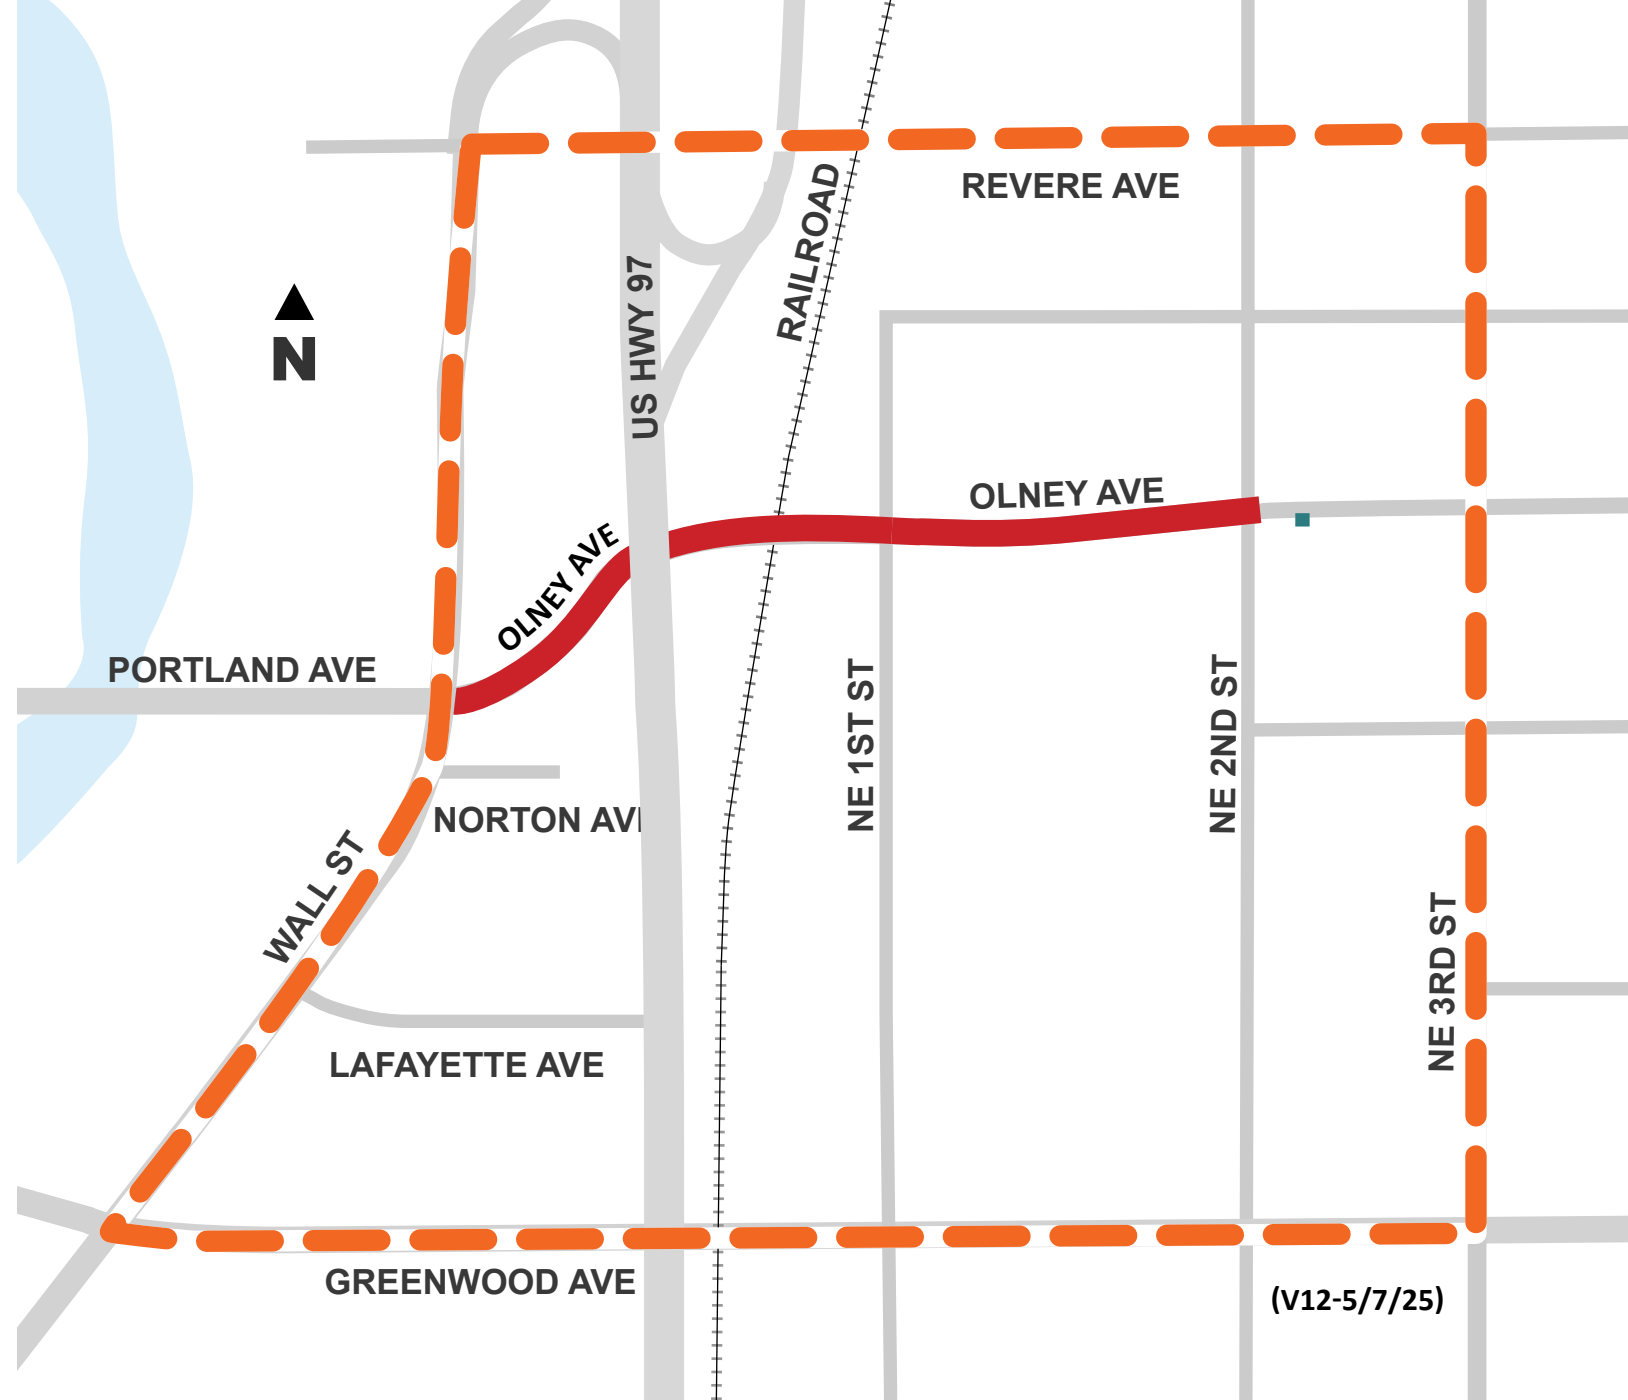 REVERE AVE
RAILROAD
US HWY 97
N
OLNEY AVE
OLNEY AVE
PORTLAND AVE
NE 1ST ST
NE 2ND ST
NORTON AV
WALL ST
NE 3RD ST
LAFAYETTE AVE
GREENWOOD AVE
(V12-5/7/25)